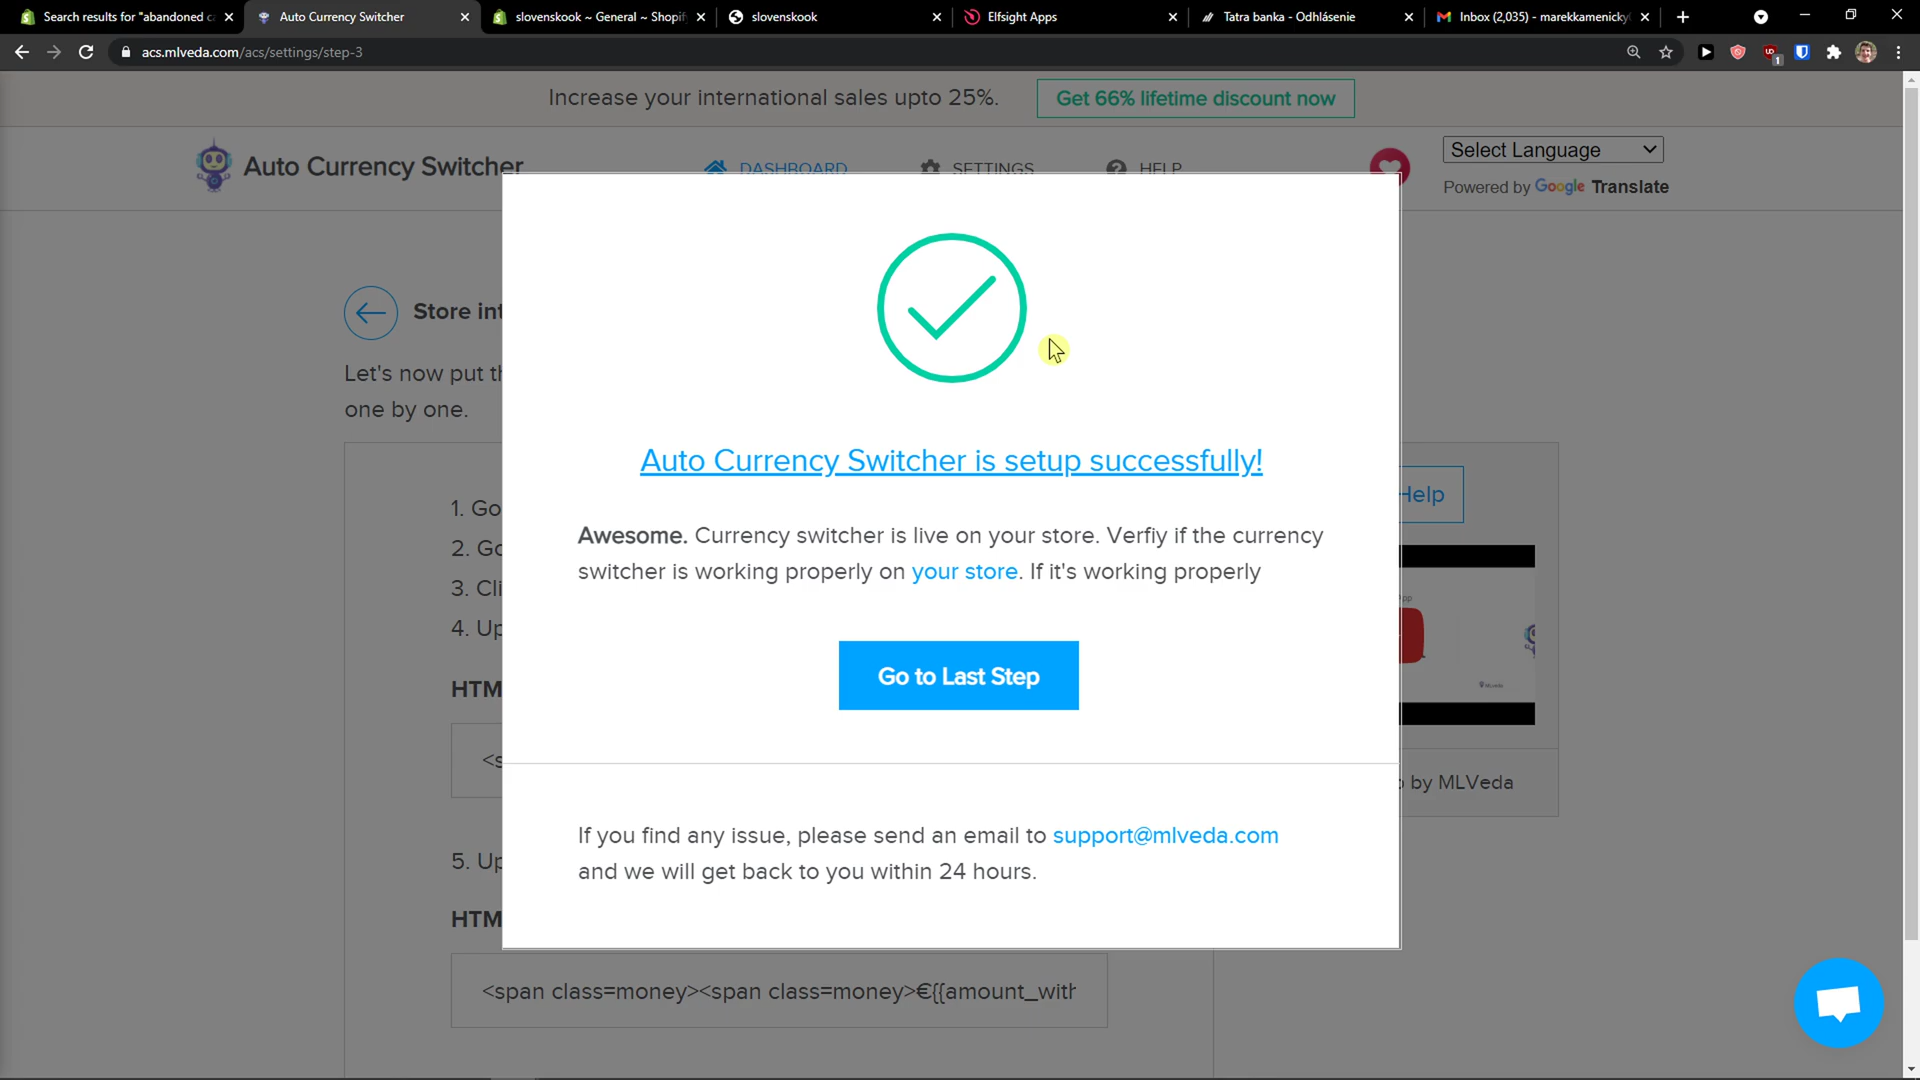 Search results for "abandoned c
Auto Currency Switcher
slovenskook ~ General ~ Shopif
slovenskook
Elfsight Apps
Tatra banka - Odhlásenie
Inbox (2,035) - marekkamenicky
acs.mlveda.com/acs/settings/step-3
Increase your international sales upto 25%.
Get 66% lifetime discount now
Auto Currency Switcher
DASHBOARD
SETTINGS
HELP
Select Language
Powered by Google Translate
Store int
Let's now put th
one by one.
Auto Currency Switcher is setup successfully!
Awesome. Currency switcher is live on your store. Verfiy if the currency
switcher is working properly on your store. If it's working properly
Go to Last Step
If you find any issue, please send an email to support@mlveda.com
and we will get back to you within 24 hours.
1. Go
2. Go
3. Cli
4. Up
HTM
<s
5. Up
HTM
<span class=money><span class=money>€{{amount_with
Help
by MLVeda